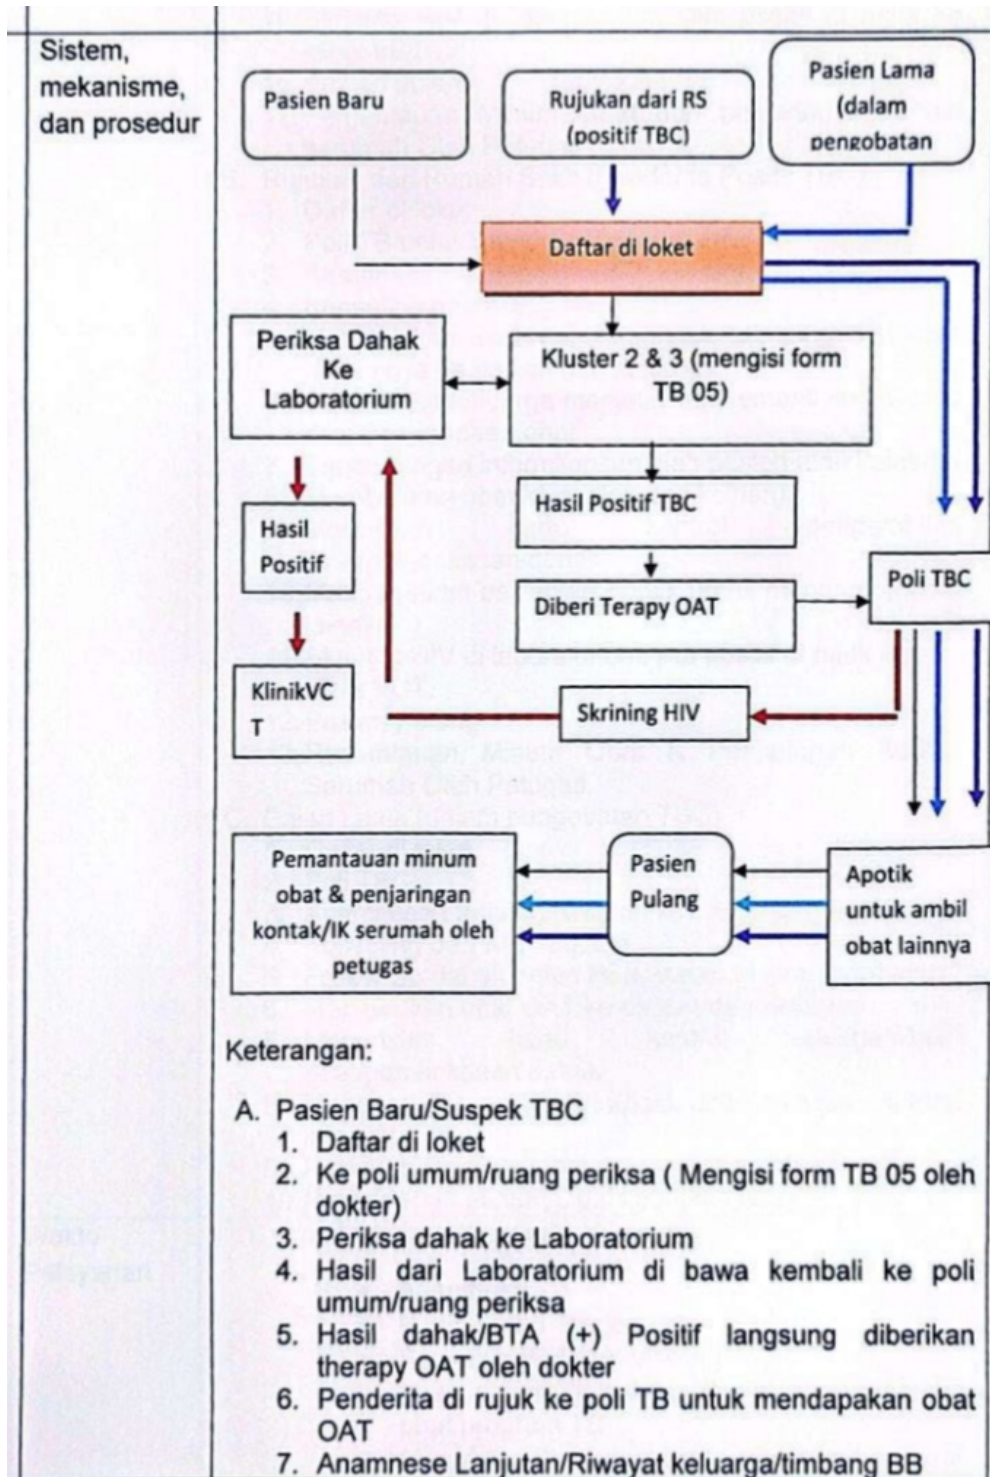 Sistem,
mekanisme,
dan prosedur
Pasien Baru
Rujukan dari RS
(positif TBC)
Pasien Lama
(dalam
pengobatan
Daftar di loket
Periksa Dahak
Ke
Laboratorium
Kluster 2 & 3 (mengisi form
TB 05)
Hasil
Positif
Hasil Positif TBC
Diberi Terapy OAT
Poli TBC
KlinikVC
T
Skrining HIV
Pemantauan minum
obat & penjaringan
kontak/IK serumah oleh
petugas
Pasien
Pulang
Apotik
untuk ambil
obat lainnya
Keterangan:
A. Pasien Baru/Suspek TBC
1. Daftar di loket
2. Ke poli umum/ruang periksa ( Mengisi form TB 05 oleh
dokter)
3. Periksa dahak ke Laboratorium
4. Hasil dari Laboratorium di bawa kembali ke poli
umum/ruang periksa
5. Hasil dahak/BTA (+) Positif langsung diberikan
therapy OAT oleh dokter
6. Penderita di rujuk ke poli TB untuk mendapakan obat
OAT
7. Anamnese Lanjutan/Riwayat keluarga/timbang BB